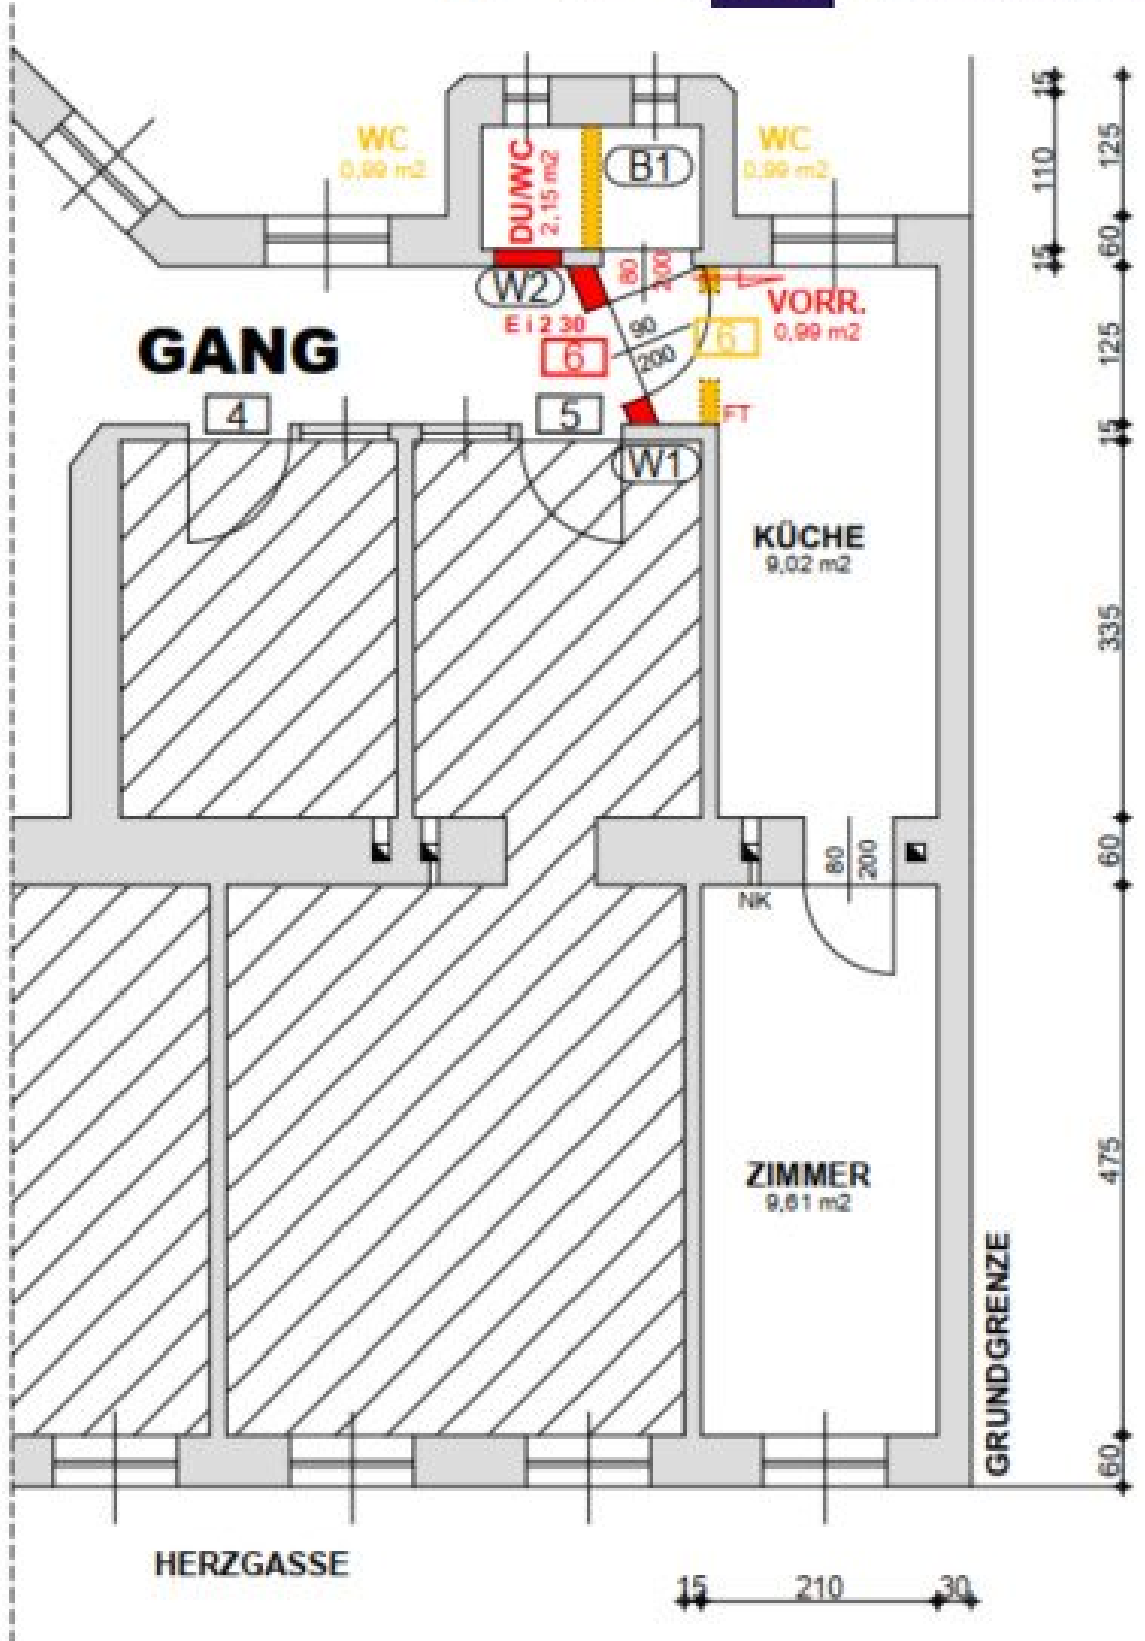 WC
0,99 m2
DU/WC
2,15 m2
B1
WC
0,99 m2
15
110
15
125
60
W2
80
200
VORR.
0,99 m2
E i 2 30
6
90
200
6
GANG
4
5
FT
W1
125
15
KÜCHE
9,02 m2
335
80
200
60
NK
ZIMMER
9,61 m2
475
GRUNDGRENZE
60
HERZGASSE
15
210
30